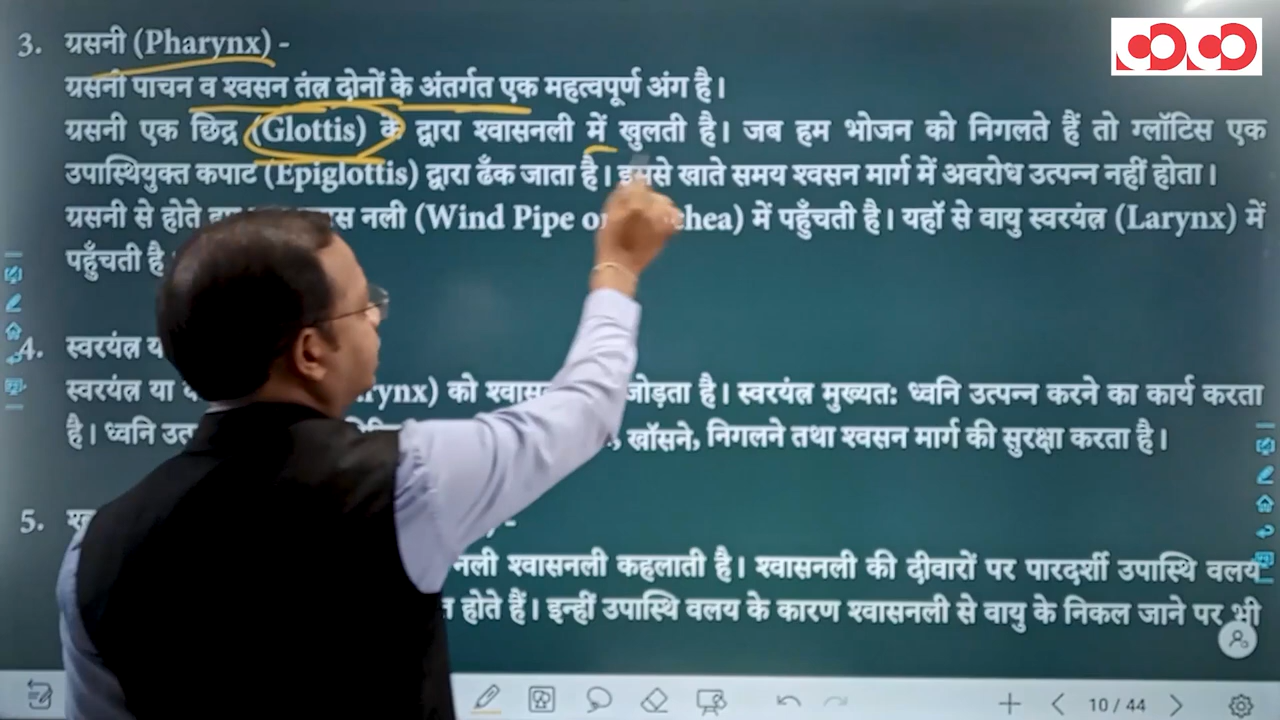 3. ग्रसनी (Pharynx) -
ग्रसनी पाचन व श्वसन तंत्र दोनों के अंतर्गत एक महत्वपूर्ण अंग है।
ग्रसनी एक छिद्र (Glottis) के द्वारा श्वासनली में खुलती है। जब हम भोजन को निगलते हैं तो ग्लॉटिस एक
उपास्थियुक्त कपाट (Epiglottis) द्वारा ढँक जाता है। इससे खाते समय श्वसन मार्ग में अवरोध उत्पन्न नहीं होता।
ग्रसनी से होते नली (Wind Pipe में पहुँचती है। यहाँ से वायु स्वरयंत्र (Larynx) में
पहुँचती है
4. स्वरयंत्र
स्वरयंत्र या को जोड़ता है। स्वरयंत्र मुख्यत: ध्वनि उत्पन्न करने का कार्य करता
है। ध्वनि खाँसने, निगलने तथा श्वसन मार्ग की सुरक्षा करता है।
5.
नली श्वासनली कहलाती है। श्वासनली की दीवारों पर पारदर्शी उपास्थि वलय
होते हैं। इन्हीं उपास्थि वलय के कारण श्वासनली से वायु के निकल जाने पर भी
10 / 44